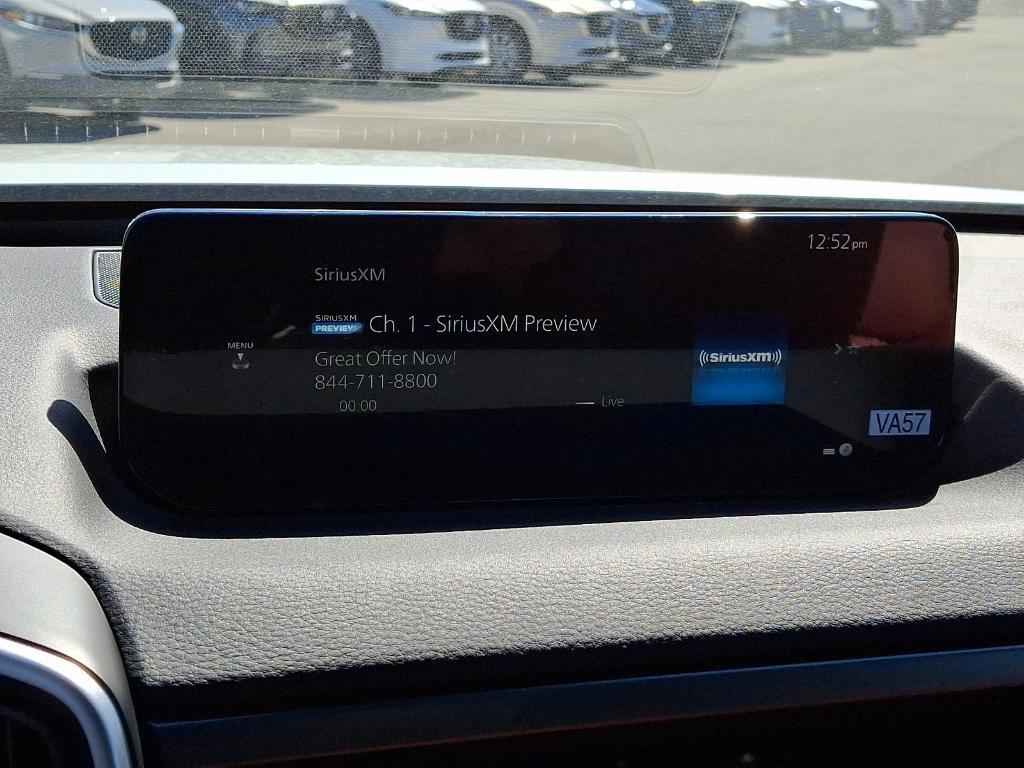 12:52pm
SiriusXM
SIRIUSXM
PREVIEW
Ch. 1 - SiriusXM Preview
MENU
Great Offer Now!
844-711-8800
00:00
Live
((SiriusXM))
VA57